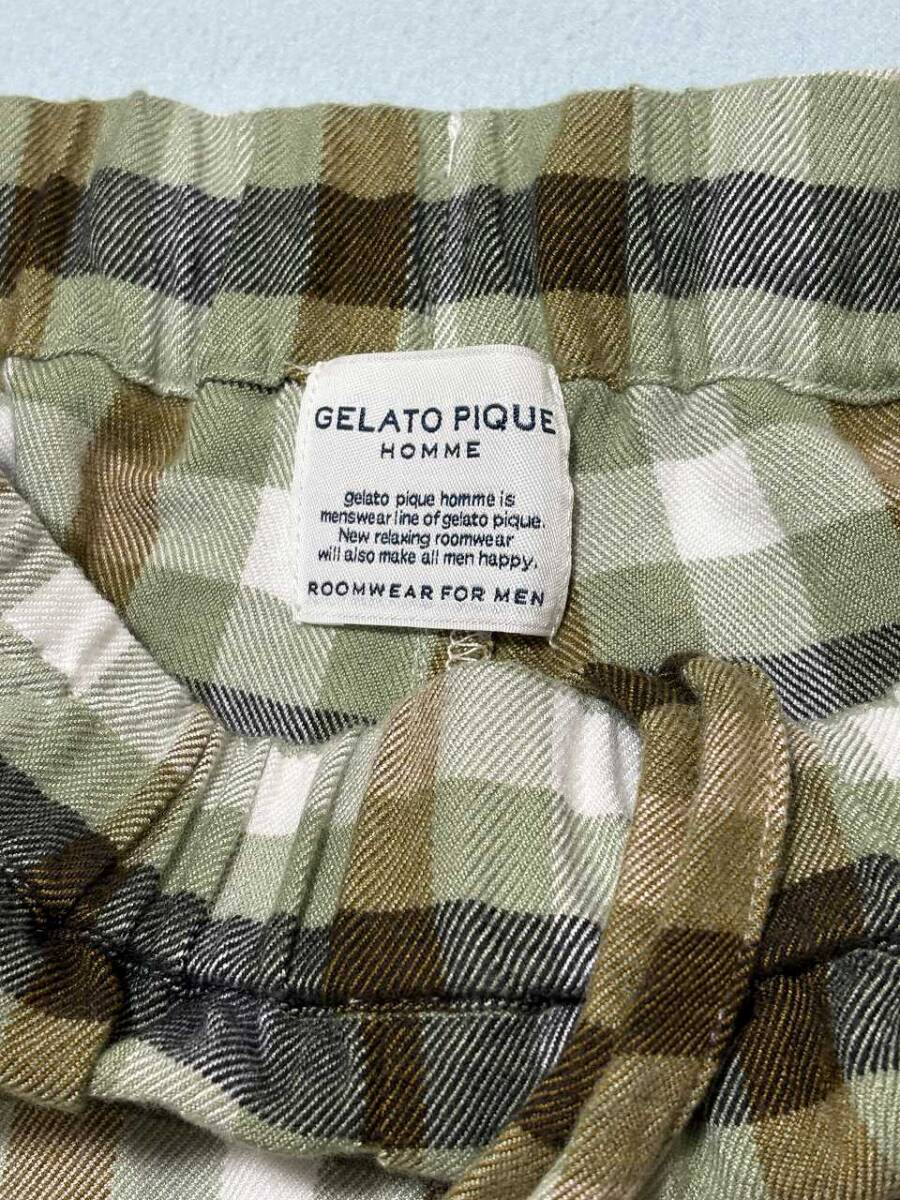 GELATO PIQUE
HOMME
gelato pique homme is
menswear line of gelato pique.
New relaxing roomwear
will also make all men happy.
ROOMWEAR FOR MEN